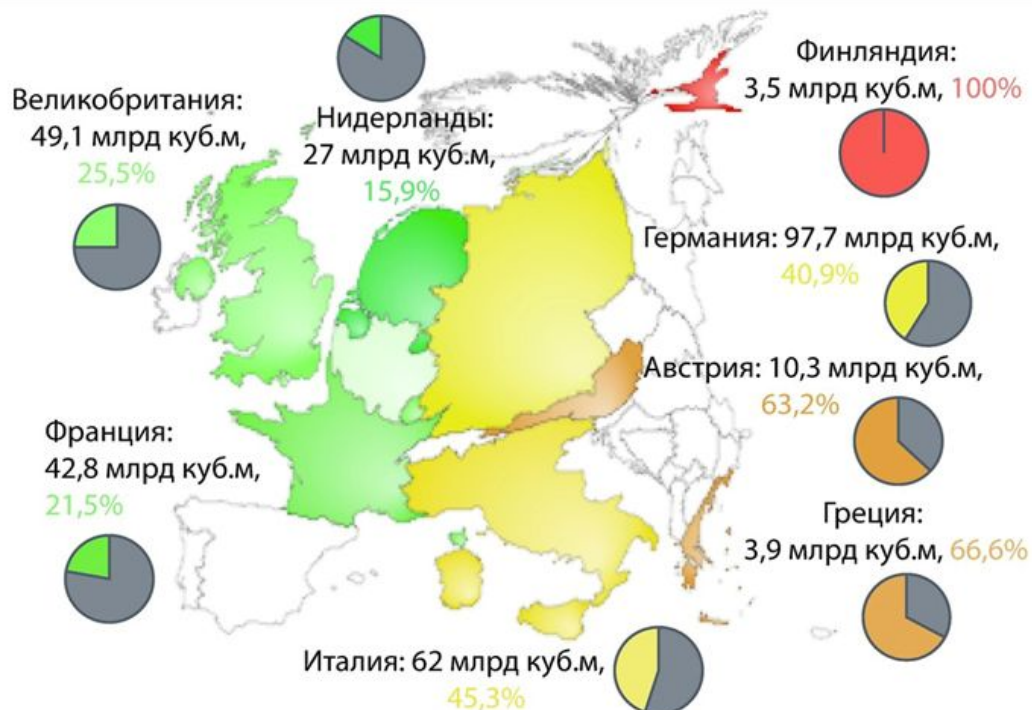 Великобритания:
49,1 млрд куб.м,
25,5%
Нидерланды:
27 млрд куб.м,
15,9%
Финляндия:
3,5 млрд куб.м, 100%
Германия: 97,7 млрд куб.м,
40,9%
Австрия: 10,3 млрд куб.м,
63,2%
Франция:
42,8 млрд куб.м,
21,5%
Греция:
3,9 млрд куб.м, 66,6%
Италия: 62 млрд куб.м,
45,3%